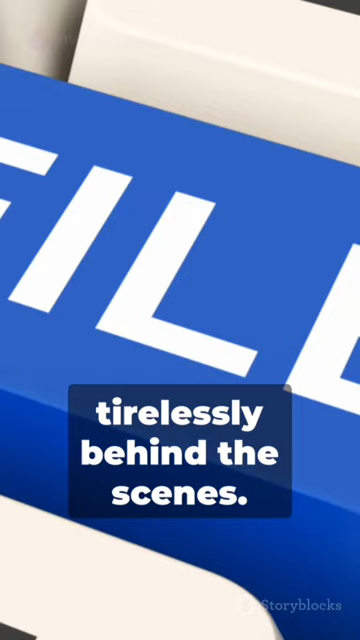 FILE
tirelessly
behind the
scenes.
Storyblocks